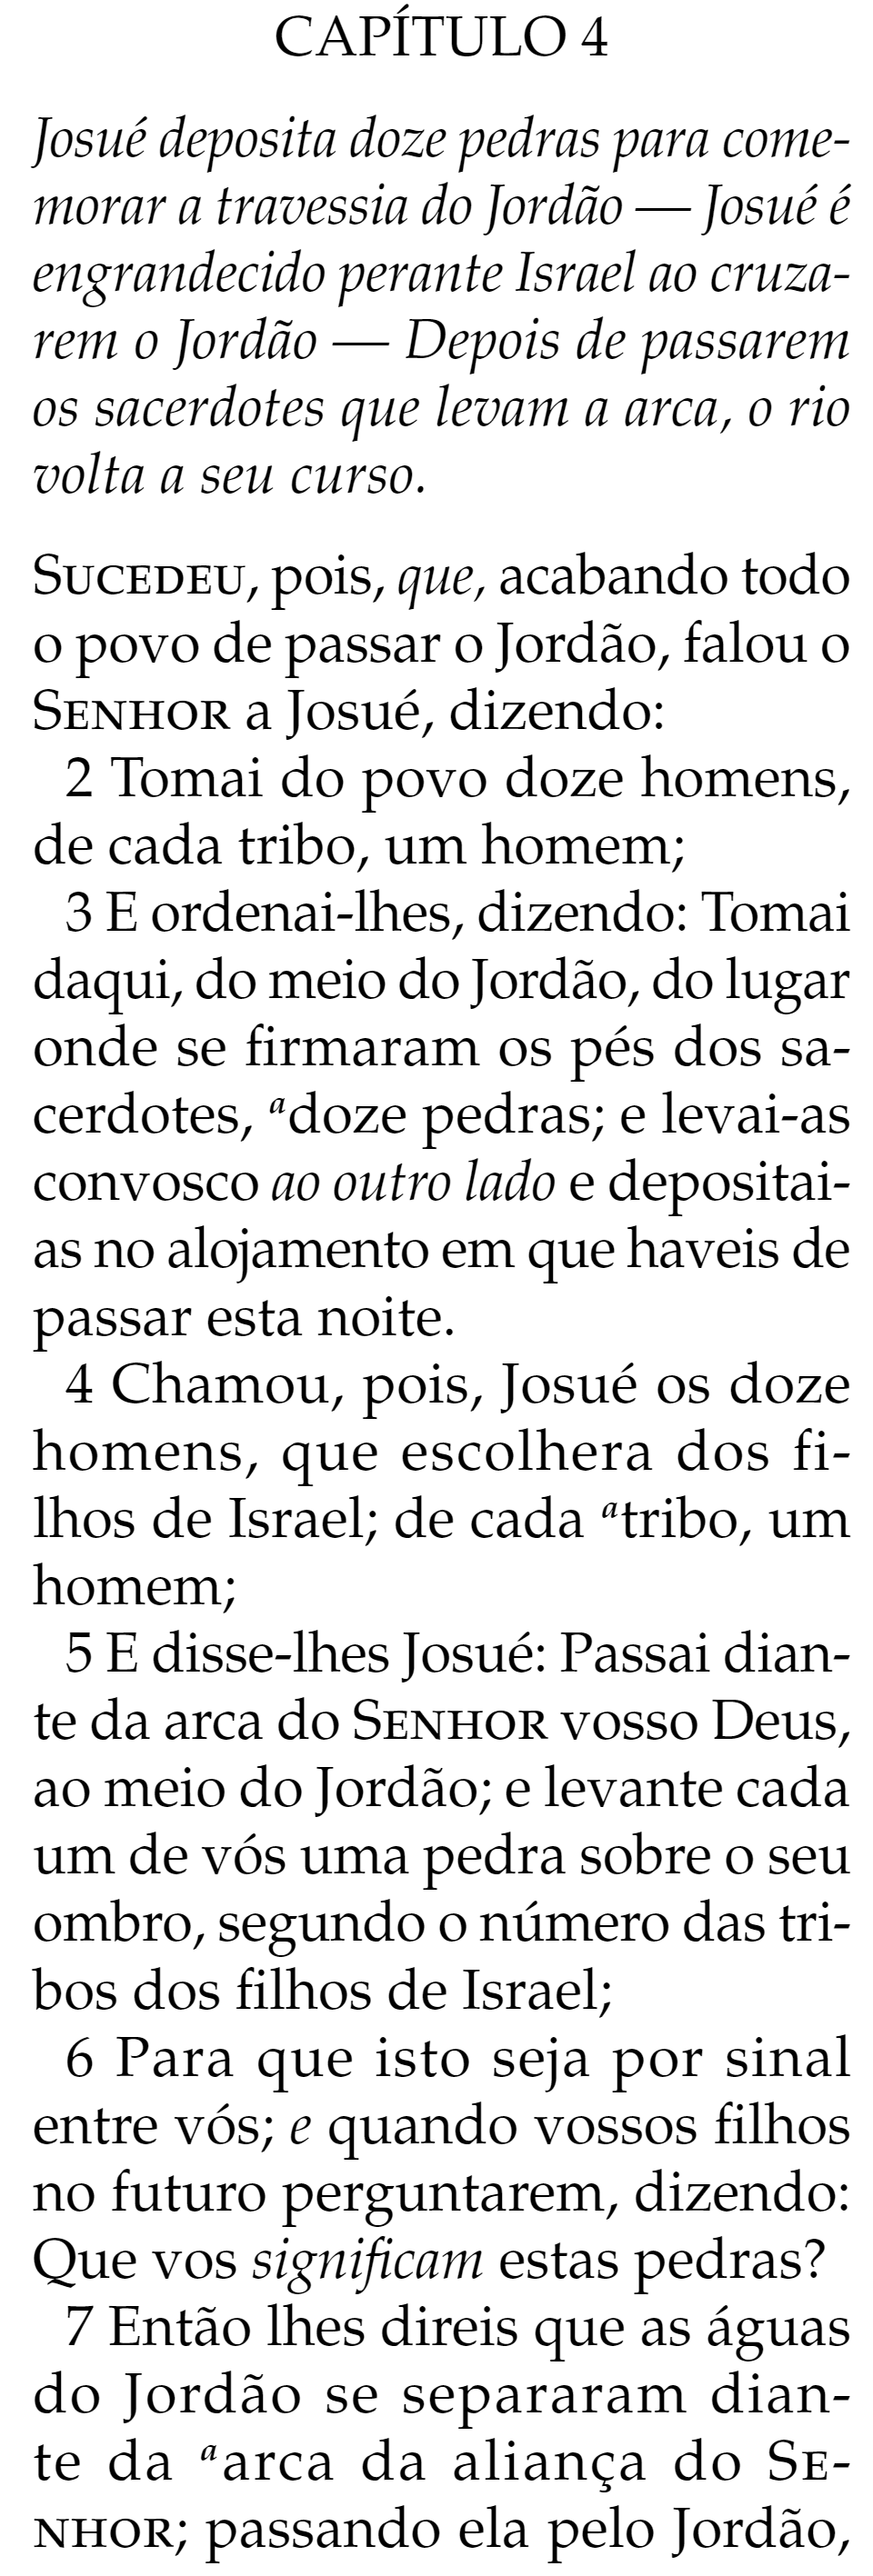 CAPÍTULO 4
Josué deposita doze pedras para come-
morar a travessia do Jordão — Josué é
engrandecido perante Israel ao cruza-
rem o Jordão — Depois de passarem
os sacerdotes que levam a arca, o rio
volta a seu curso.
SUCEDEU, pois, que, acabando todo
o povo de passar o Jordão, falou o
SENHOR a Josué, dizendo:
2 Tomai do povo doze homens,
de cada tribo, um homem;
3 E ordenai-lhes, dizendo: Tomai
daqui, do meio do Jordão, do lugar
onde se firmaram os pés dos sa-
cerdotes, ᵃdoze pedras; e levai-as
convosco ao outro lado e depositai-
as no alojamento em que haveis de
passar esta noite.
4 Chamou, pois, Josué os doze
homens, que escolhera dos fi-
lhos de Israel; de cada ᵃtribo, um
homem;
5 E disse-lhes Josué: Passai dian-
te da arca do SENHOR vosso Deus,
ao meio do Jordão; e levante cada
um de vós uma pedra sobre o seu
ombro, segundo o número das tri-
bos dos filhos de Israel;
6 Para que isto seja por sinal
entre vós; e quando vossos filhos
no futuro perguntarem, dizendo:
Que vos significam estas pedras?
7 Então lhes direis que as águas
do Jordão se separaram dian-
te da ᵃarca da aliança do SE-
NHOR; passando ela pelo Jordão,